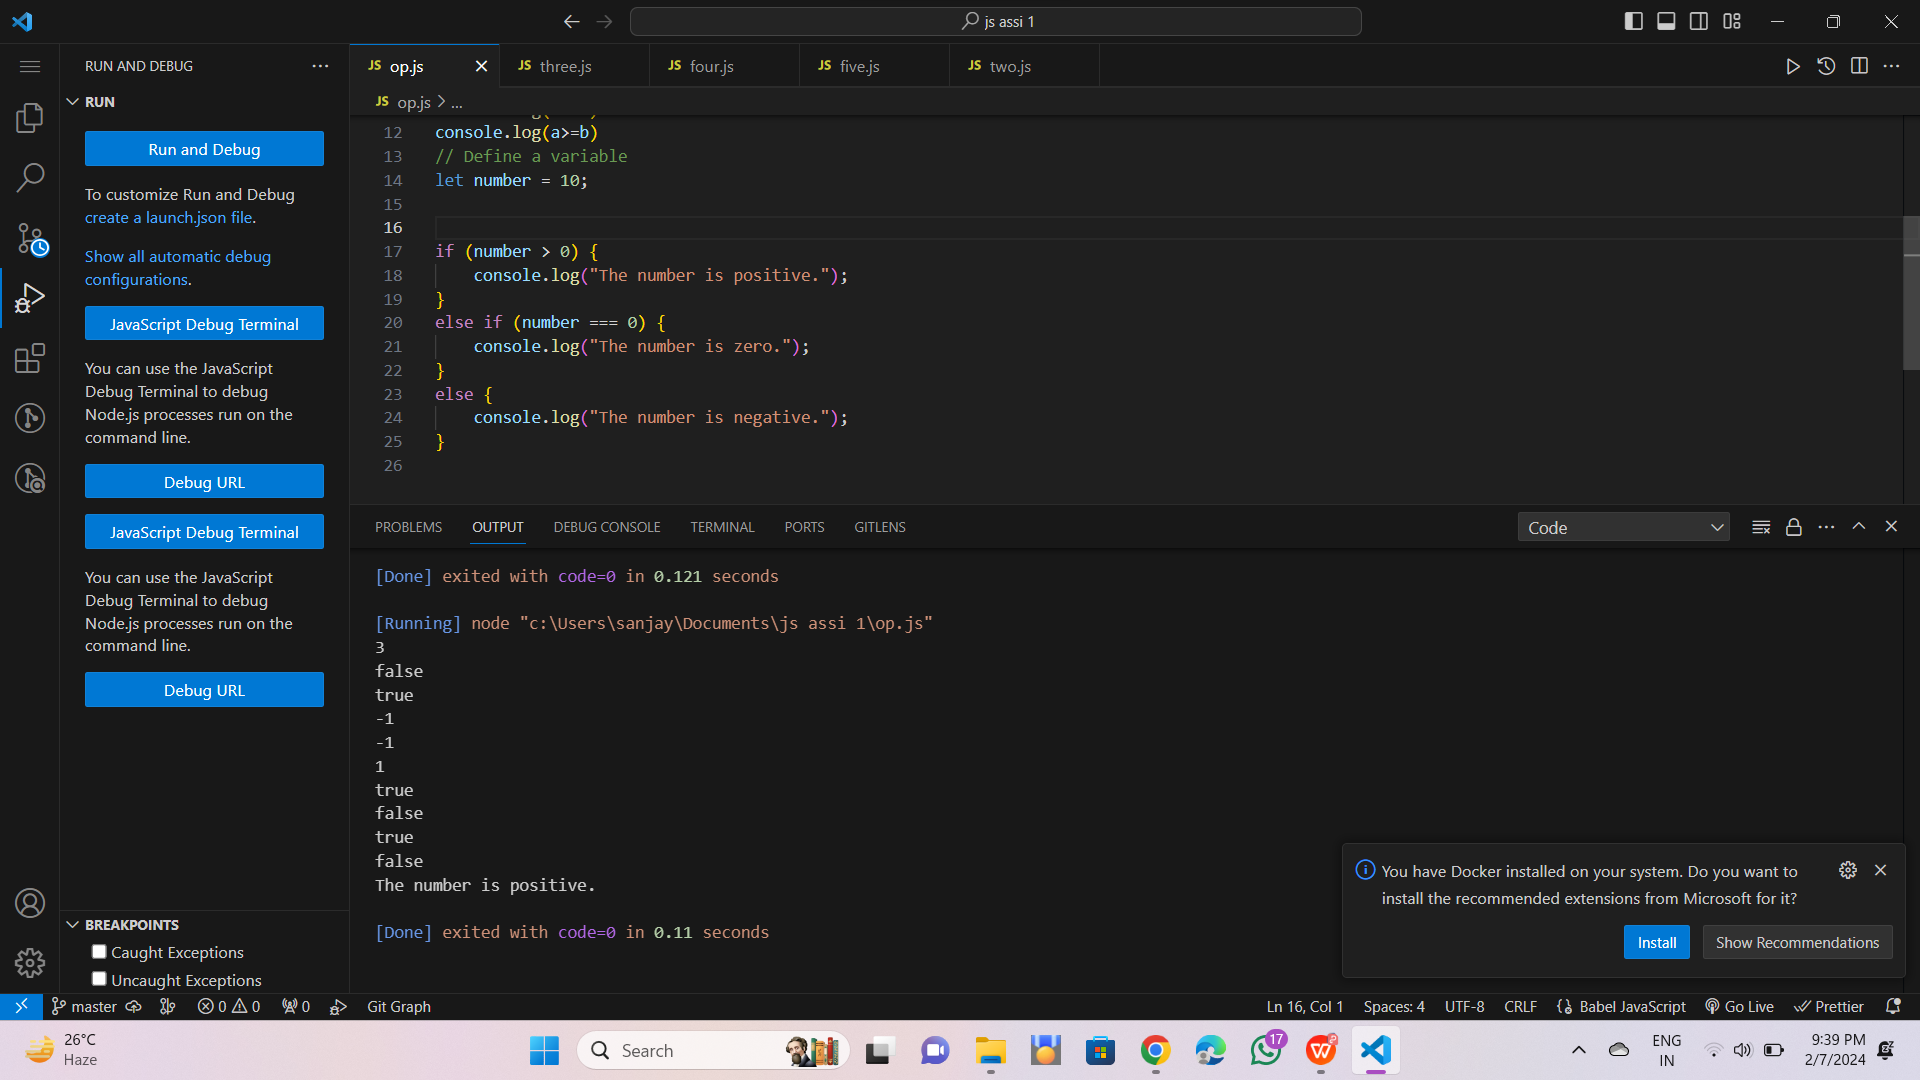 js assi 1
RUN AND DEBUG
RUN
Run and Debug
To customize Run and Debug
create a launch.json file.
Show all automatic debug
configurations.
JavaScript Debug Terminal
You can use the JavaScript
Debug Terminal to debug
Node.js processes run on the
command line.
Debug URL
JavaScript Debug Terminal
You can use the JavaScript
Debug Terminal to debug
Node.js processes run on the
command line.
Debug URL
BREAKPOINTS
Caught Exceptions
Uncaught Exceptions
JS op.js
JS three.js
JS four.js
JS five.js
JS two.js
JS op.js > ...
12 console.log(a>=b)
13 // Define a variable
14 let number = 10;
15
16
17 if (number > 0) {
18 console.log("The number is positive.");
19 }
20 else if (number === 0) {
21 console.log("The number is zero.");
22 }
23 else {
24 console.log("The number is negative.");
25 }
26
PROBLEMS OUTPUT DEBUG CONSOLE TERMINAL PORTS GITLENS
Code
[Done] exited with code=0 in 0.121 seconds
[Running] node "c:\Users\sanjay\Documents\js assi 1\op.js"
3
false
true
-1
-1
1
true
false
true
false
The number is positive.
[Done] exited with code=0 in 0.11 seconds
You have Docker installed on your system. Do you want to
install the recommended extensions from Microsoft for it?
Install
Show Recommendations
master 0 0 0 Git Graph
Ln 16, Col 1 Spaces: 4 UTF-8 CRLF Babel JavaScript Go Live Prettier
26°C
Haze
Search
17
ENG
IN
9:39 PM
2/7/2024